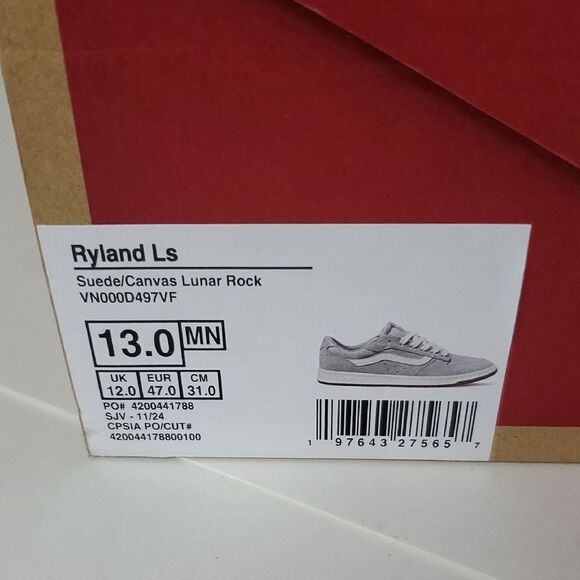 Ryland Ls
Suede/Canvas Lunar Rock
VN000D497VF
13.0 MN
UK EUR CM
12.0 47.0 31.0
PO# 4200441788
SJV - 11/24
CPSIA PO/CUT#
420044178800100
1 97643 27565 7